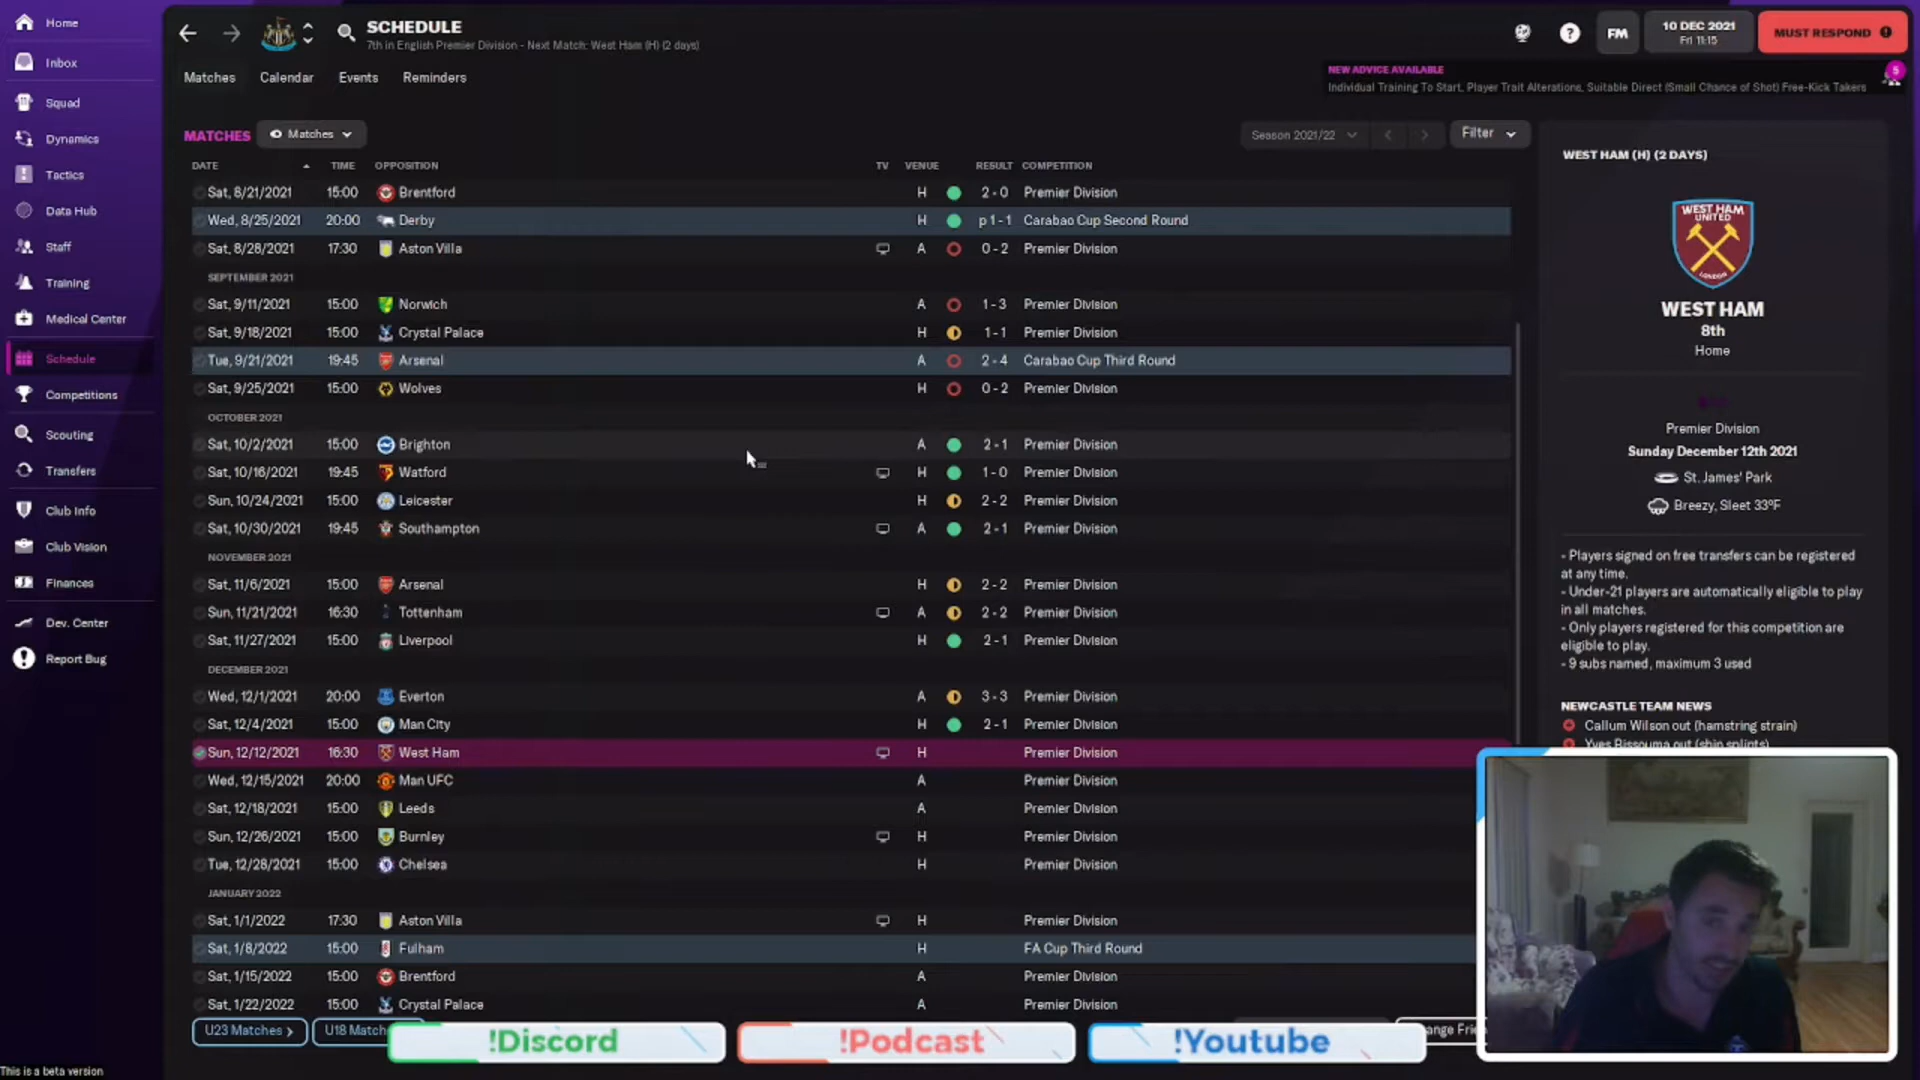 Home
Inbox
Squad
Dynamics
Tactics
Data Hub
Staff
Training
Medical Center
Schedule
Competitions
Scouting
Transfers
Club Info
Club Vision
Finances
Dev. Center
Report Bug
This is a beta version
SCHEDULE
7th in English Premier Division - Next Match: West Ham (H) (2 days)
FM
10 DEC 2021
Fri 11:15
MUST RESPOND
Matches Calendar Events Reminders
NEW ADVICE AVAILABLE
Individual Training To Start, Player Trait Alterations, Suitable Direct (Small Chance of Shot) Free-Kick Takers
5
MATCHES Matches Season 2021/22 Filter
DATE TIME OPPOSITION TV VENUE RESULT COMPETITION
Sat, 8/21/2021 15:00 Brentford H 2 - 0 Premier Division
Wed, 8/25/2021 20:00 Derby H p 1 - 1 Carabao Cup Second Round
Sat, 8/28/2021 17:30 Aston Villa A 0 - 2 Premier Division
SEPTEMBER 2021
Sat, 9/11/2021 15:00 Norwich A 1 - 3 Premier Division
Sat, 9/18/2021 15:00 Crystal Palace H 1 - 1 Premier Division
Tue, 9/21/2021 19:45 Arsenal A 2 - 4 Carabao Cup Third Round
Sat, 9/25/2021 15:00 Wolves H 0 - 2 Premier Division
OCTOBER 2021
Sat, 10/2/2021 15:00 Brighton A 2 - 1 Premier Division
Sat, 10/16/2021 19:45 Watford H 1 - 0 Premier Division
Sun, 10/24/2021 15:00 Leicester H 2 - 2 Premier Division
Sat, 10/30/2021 19:45 Southampton A 2 - 1 Premier Division
NOVEMBER 2021
Sat, 11/6/2021 15:00 Arsenal H 2 - 2 Premier Division
Sun, 11/21/2021 16:30 Tottenham A 2 - 2 Premier Division
Sat, 11/27/2021 15:00 Liverpool H 2 - 1 Premier Division
DECEMBER 2021
Wed, 12/1/2021 20:00 Everton A 3 - 3 Premier Division
Sat, 12/4/2021 15:00 Man City H 2 - 1 Premier Division
Sun, 12/12/2021 16:30 West Ham H Premier Division
Wed, 12/15/2021 20:00 Man UFC A Premier Division
Sat, 12/18/2021 15:00 Leeds A Premier Division
Sun, 12/26/2021 15:00 Burnley H Premier Division
Tue, 12/28/2021 15:00 Chelsea H Premier Division
JANUARY 2022
Sat, 1/1/2022 17:30 Aston Villa H Premier Division
Sat, 1/8/2022 15:00 Fulham H FA Cup Third Round
Sat, 1/15/2022 15:00 Brentford A Premier Division
Sat, 1/22/2022 15:00 Crystal Palace A Premier Division
U23 Matches > U18 Match
!Discord !Podcast !Youtube
WEST HAM (H) (2 DAYS)
WEST HAM
UNITED
LONDON
WEST HAM
8th
Home
Premier Division
Sunday December 12th 2021
St. James' Park
Breezy, Sleet 33°F
- Players signed on free transfers can be registered
at any time.
- Under-21 players are automatically eligible to play
in all matches.
- Only players registered for this competition are
eligible to play.
- 9 subs named, maximum 3 used
NEWCASTLE TEAM NEWS
Callum Wilson out (hamstring strain)
Yves Bissouma out (shin splints)